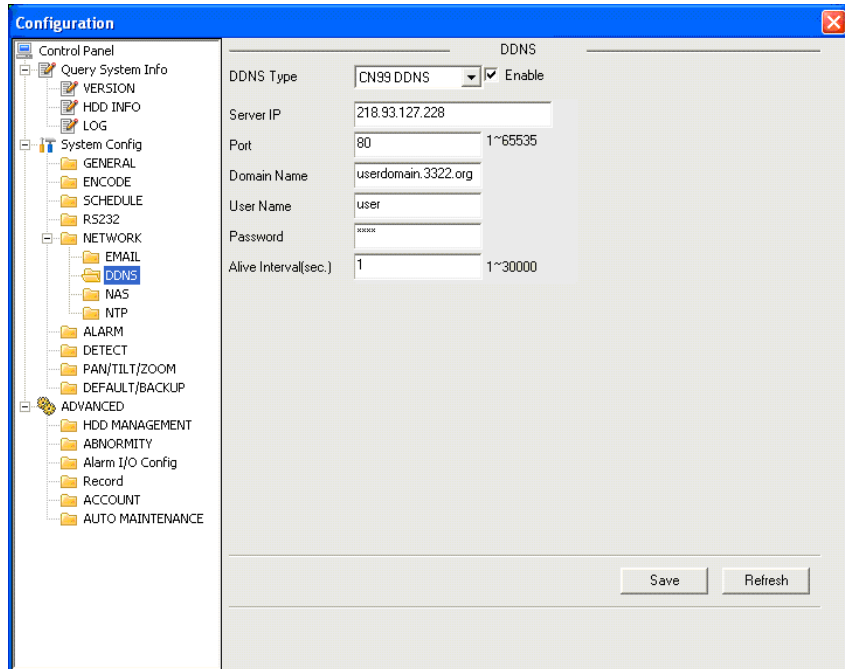 Configuration
Control Panel
Query System Info
VERSION
HDD INFO
LOG
System Config
GENERAL
ENCODE
SCHEDULE
RS232
NETWORK
EMAIL
DDNS
NAS
NTP
ALARM
DETECT
PAN/TILT/ZOOM
DEFAULT/BACKUP
ADVANCED
HDD MANAGEMENT
ABNORMITY
Alarm I/O Config
Record
ACCOUNT
AUTO MAINTENANCE
DDNS
DDNS Type CN99 DDNS Enable
Server IP 218.93.127.228
Port 80 1~65535
Domain Name userdomain.3322.org
User Name user
Password xxxx
Alive Interval(sec.) 1 1~30000
Save Refresh